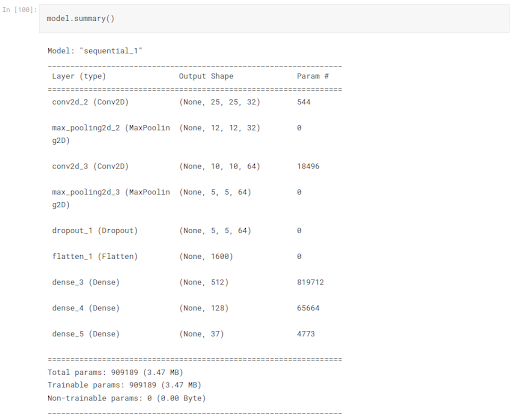 In [100]:
model.summary()
Model: "sequential_1"
_________________________________________________________________
Layer (type) Output Shape Param #
=================================================================
conv2d_2 (Conv2D) (None, 25, 25, 32) 544
max_pooling2d_2 (MaxPoolin (None, 12, 12, 32) 0
g2D)
conv2d_3 (Conv2D) (None, 10, 10, 64) 18496
max_pooling2d_3 (MaxPoolin (None, 5, 5, 64) 0
g2D)
dropout_1 (Dropout) (None, 5, 5, 64) 0
flatten_1 (Flatten) (None, 1600) 0
dense_3 (Dense) (None, 512) 819712
dense_4 (Dense) (None, 128) 65664
dense_5 (Dense) (None, 37) 4773
=================================================================
Total params: 909189 (3.47 MB)
Trainable params: 909189 (3.47 MB)
Non-trainable params: 0 (0.00 Byte)
_________________________________________________________________